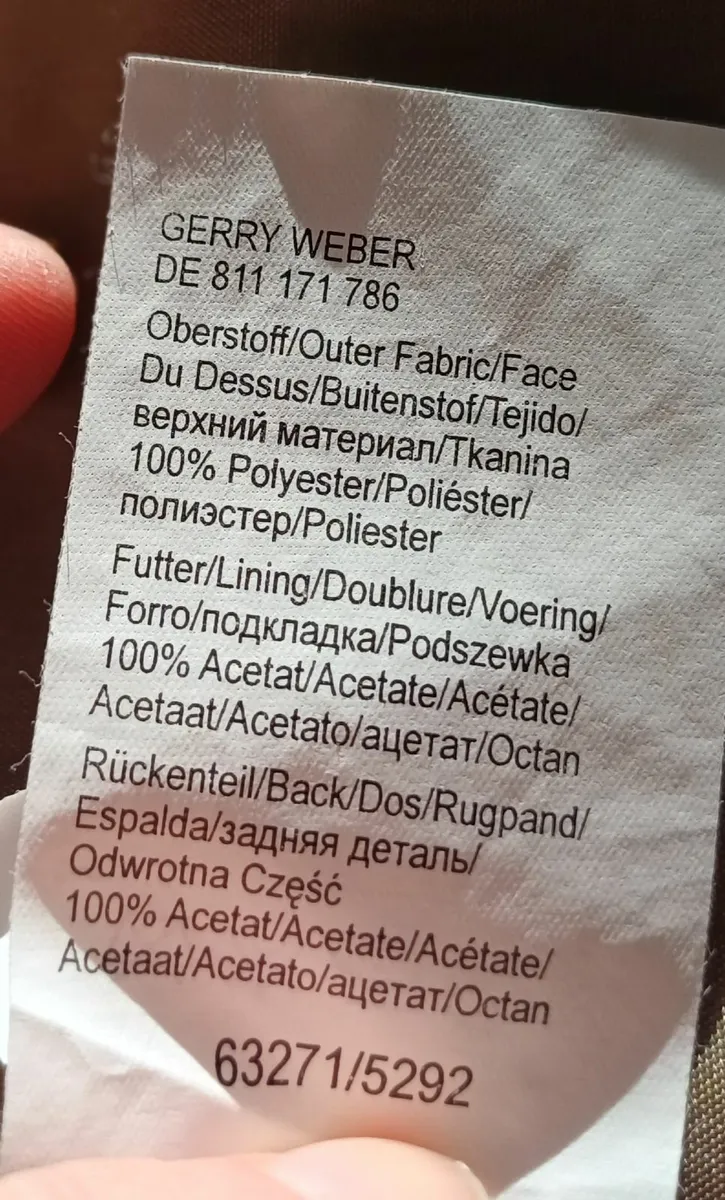 GERRY WEBER
DE 811 171 786
Oberstoff/Outer Fabric/Face
Du Dessus/Buitenstof/Tejido/
верхний материал/Tkanina
100% Polyester/Poliéster/
полиэстер/Poliester
Futter/Lining/Doublure/Voering/
Forro/подкладка/Podszewka
100% Acetat/Acetate/Acétate/
Acetaat/Acetato/ацетат/Octan
Rückenteil/Back/Dos/Rugpand/
Espalda/задняя деталь/
Odwrotna Część
100% Acetat/Acetate/Acétate/
Acetaat/Acetato/ацетат/Octan
63271/5292